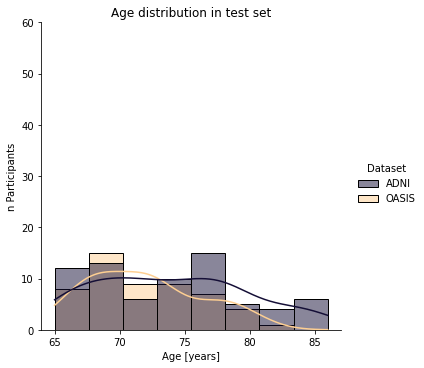 Age distribution in test set
60
50
40
30
20
10
0
n Participants
65
70
75
80
85
Age [years]
Dataset
ADNI
OASIS